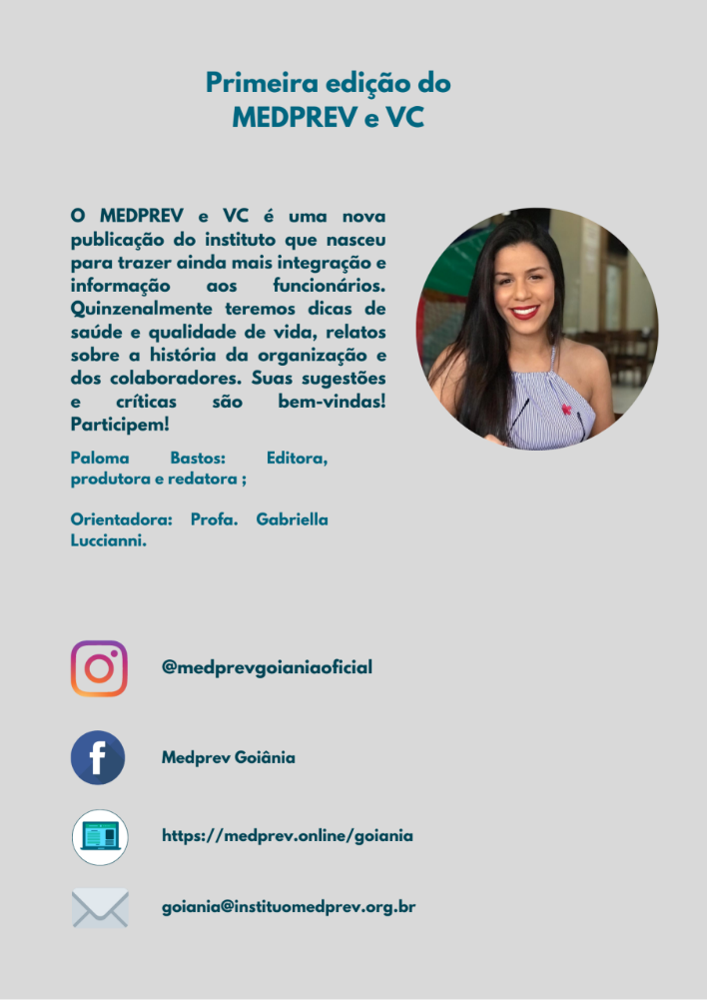 Primeira edição do
MEDPREV e VC
O MEDPREV e VC é uma nova
publicação do instituto que nasceu
para trazer ainda mais integração e
informação aos funcionários.
Quinzenalmente teremos dicas de
saúde e qualidade de vida, relatos
sobre a história da organização e
dos colaboradores. Suas sugestões
e críticas são bem-vindas!
Participem!
Paloma Bastos: Editora,
produtora e redatora ;
Orientadora: Profa. Gabriella
Luccianni.
@medprevgoianiaoficial
Medprev Goiânia
https://medprev.online/goiania
goiania@instituomedprev.org.br